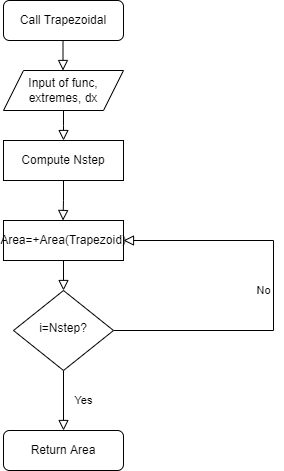 Call Trapezoidal
Input of func,
extremes, dx
Compute Nstep
Area=+Area(Trapezoid)
No
i=Nstep?
Yes
Return Area